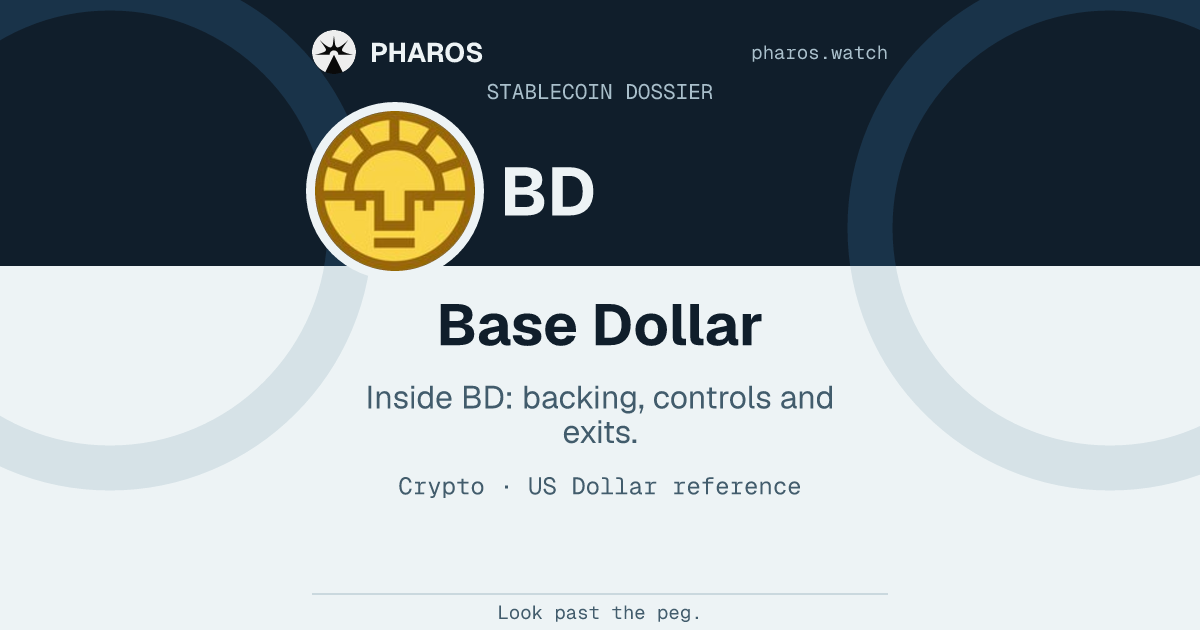 PHAROS
pharos.watch
STABLECOIN DOSSIER
BD
Base Dollar
Inside BD: backing, controls and
exits.
Crypto · US Dollar reference
Look past the peg.